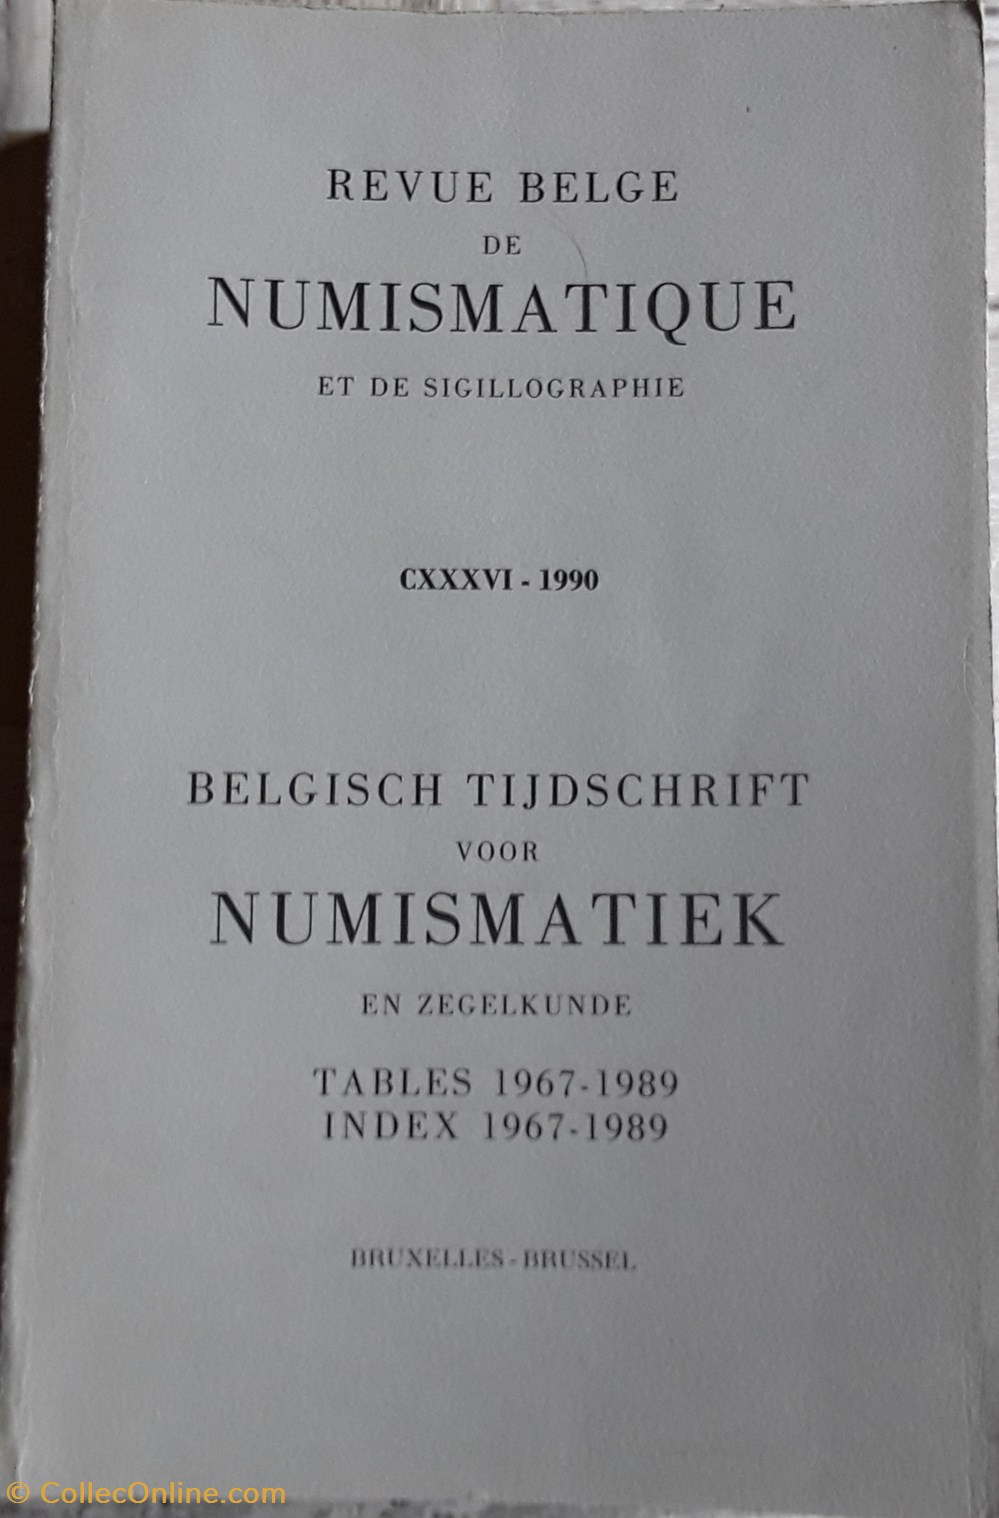 REVUE BELGE
DE
NUMISMATIQUE
ET DE SIGILLOGRAPHIE
CXXXVI - 1990
BELGISCH TIJDSCHRIFT
VOOR
NUMISMATIEK
EN ZEGELKUNDE
TABLES 1967-1989
INDEX 1967-1989
BRUXELLES - BRUSSEL
© CollecOnline.com